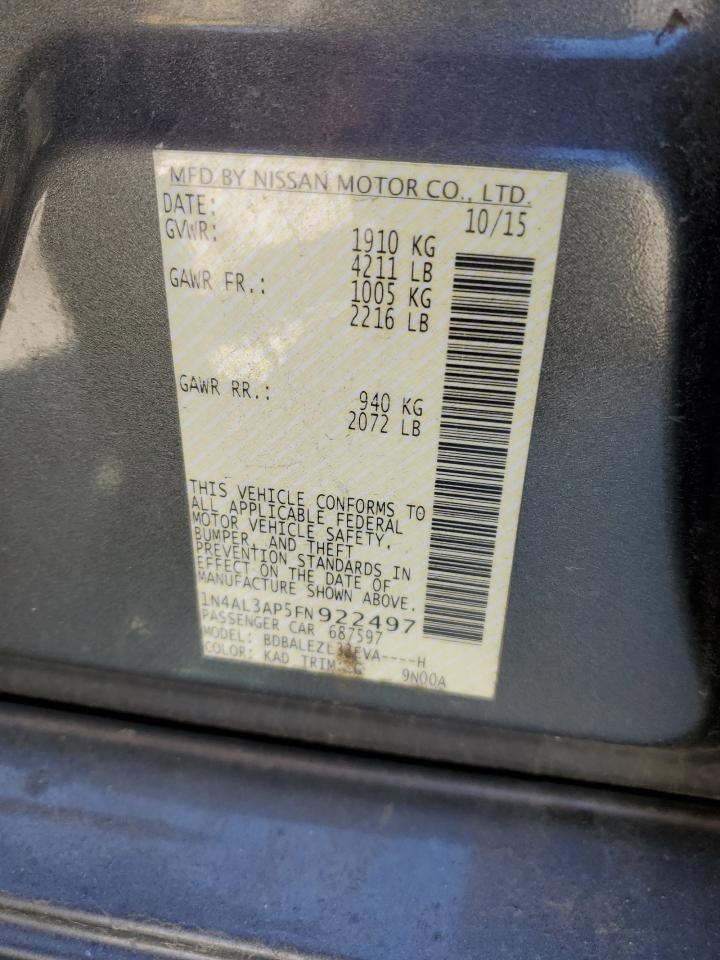 MFD BY NISSAN MOTOR CO., LTD.
DATE: 10/15
GVWR: 1910 KG
4211 LB
GAWR FR.: 1005 KG
2216 LB
GAWR RR.: 940 KG
2072 LB
THIS VEHICLE CONFORMS TO
ALL APPLICABLE FEDERAL
MOTOR VEHICLE SAFETY,
BUMPER, AND THEFT
PREVENTION STANDARDS IN
EFFECT ON THE DATE OF
MANUFACTURE SHOWN ABOVE.
1N4AL3AP5FN 922497
PASSENGER CAR 687597
MODEL:
COLOR: KAD TRIM: 9N00A